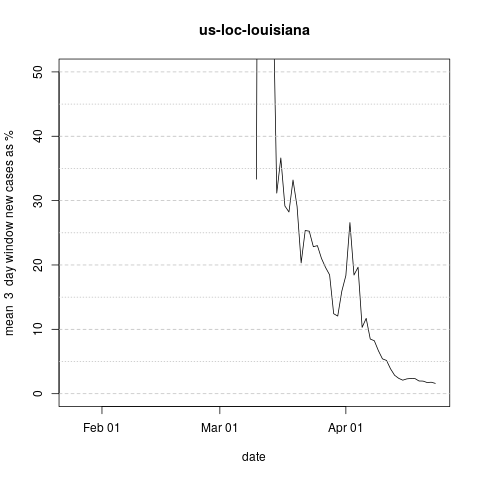 us-loc-louisiana
mean  3  day window new cases as %
50
40
30
20
10
0
Feb 01
Mar 01
Apr 01
date